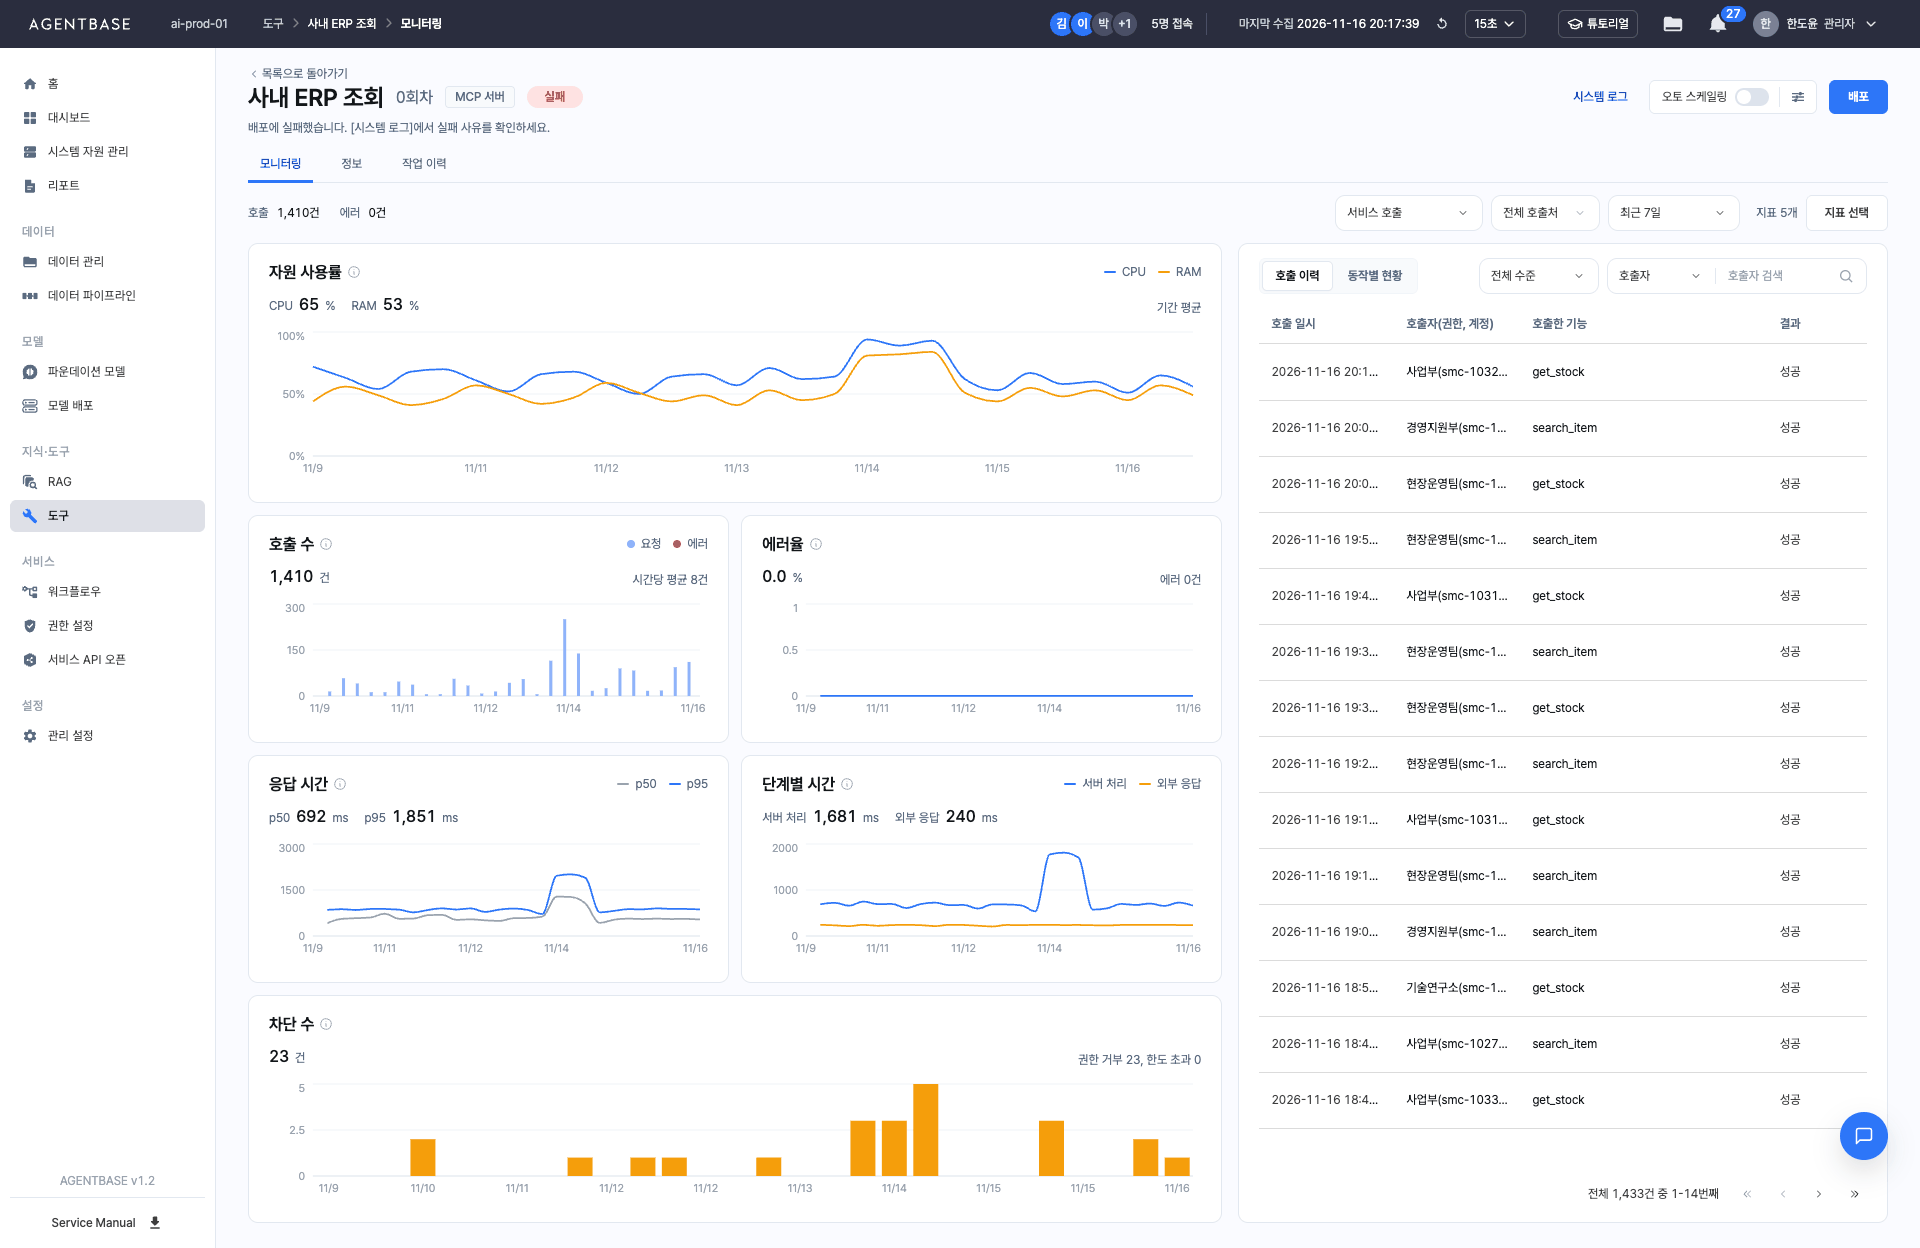 AGENTBASE
ai-prod-01
도구 > 사내 ERP 조회 > 모니터링
김 이 박 +1 5명 접속
마지막 수집 2026-11-16 20:17:39
15초
튜토리얼
27
한 한도윤 관리자
홈
대시보드
시스템 자원 관리
리포트
데이터
데이터 관리
데이터 파이프라인
모델
파운데이션 모델
모델 배포
지식·도구
RAG
도구
서비스
워크플로우
권한 설정
서비스 API 오픈
설정
관리 설정
AGENTBASE v1.2
Service Manual
목록으로 돌아가기
사내 ERP 조회 0회차 MCP 서버 실패
배포에 실패했습니다. [시스템 로그]에서 실패 사유를 확인하세요.
시스템 로그
오토 스케일링
배포
모니터링 정보 작업 이력
호출 1,410건 에러 0건
서비스 호출
전체 호출처
최근 7일
지표 5개
지표 선택
자원 사용률
CPU RAM
CPU 65 % RAM 53 %
기간 평균
100%
50%
0%
11/9 11/11 11/12 11/13 11/14 11/15 11/16
호출 수
요청 에러
1,410 건
시간당 평균 8건
300
150
0
11/9 11/11 11/12 11/14 11/16
에러율
0.0 %
에러 0건
1
0.5
0
11/9 11/11 11/12 11/14 11/16
응답 시간
p50 p95
p50 692 ms p95 1,851 ms
3000
1500
0
11/9 11/11 11/12 11/14 11/16
단계별 시간
서버 처리 외부 응답
서버 처리 1,681 ms 외부 응답 240 ms
2000
1000
0
11/9 11/11 11/12 11/14 11/16
차단 수
23 건
권한 거부 23, 한도 초과 0
5
2.5
0
11/9 11/10 11/11 11/12 11/12 11/13 11/14 11/15 11/15 11/16
호출 이력 동작별 현황
전체 수준
호출자
호출자 검색
호출 일시 호출자(권한, 계정) 호출한 기능 결과
2026-11-16 20:1... 사업부(smc-1032... get_stock 성공
2026-11-16 20:0... 경영지원부(smc-1... search_item 성공
2026-11-16 20:0... 현장운영팀(smc-1... get_stock 성공
2026-11-16 19:5... 현장운영팀(smc-1... search_item 성공
2026-11-16 19:4... 사업부(smc-1031... get_stock 성공
2026-11-16 19:3... 현장운영팀(smc-1... search_item 성공
2026-11-16 19:3... 현장운영팀(smc-1... get_stock 성공
2026-11-16 19:2... 현장운영팀(smc-1... search_item 성공
2026-11-16 19:1... 사업부(smc-1031... get_stock 성공
2026-11-16 19:1... 현장운영팀(smc-1... search_item 성공
2026-11-16 19:0... 경영지원부(smc-1... search_item 성공
2026-11-16 18:5... 기술연구소(smc-1... get_stock 성공
2026-11-16 18:4... 사업부(smc-1027... search_item 성공
2026-11-16 18:4... 사업부(smc-1033... get_stock 성공
전체 1,433건 중 1-14번째